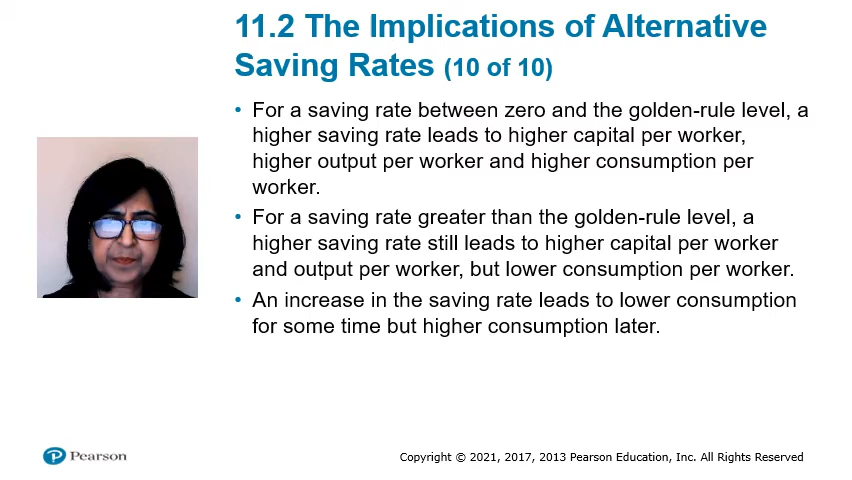 11.2 The Implications of Alternative
Saving Rates (10 of 10)
• For a saving rate between zero and the golden-rule level, a
higher saving rate leads to higher capital per worker,
higher output per worker and higher consumption per
worker.
• For a saving rate greater than the golden-rule level, a
higher saving rate still leads to higher capital per worker
and output per worker, but lower consumption per worker.
• An increase in the saving rate leads to lower consumption
for some time but higher consumption later.
Pearson
Copyright © 2021, 2017, 2013 Pearson Education, Inc. All Rights Reserved